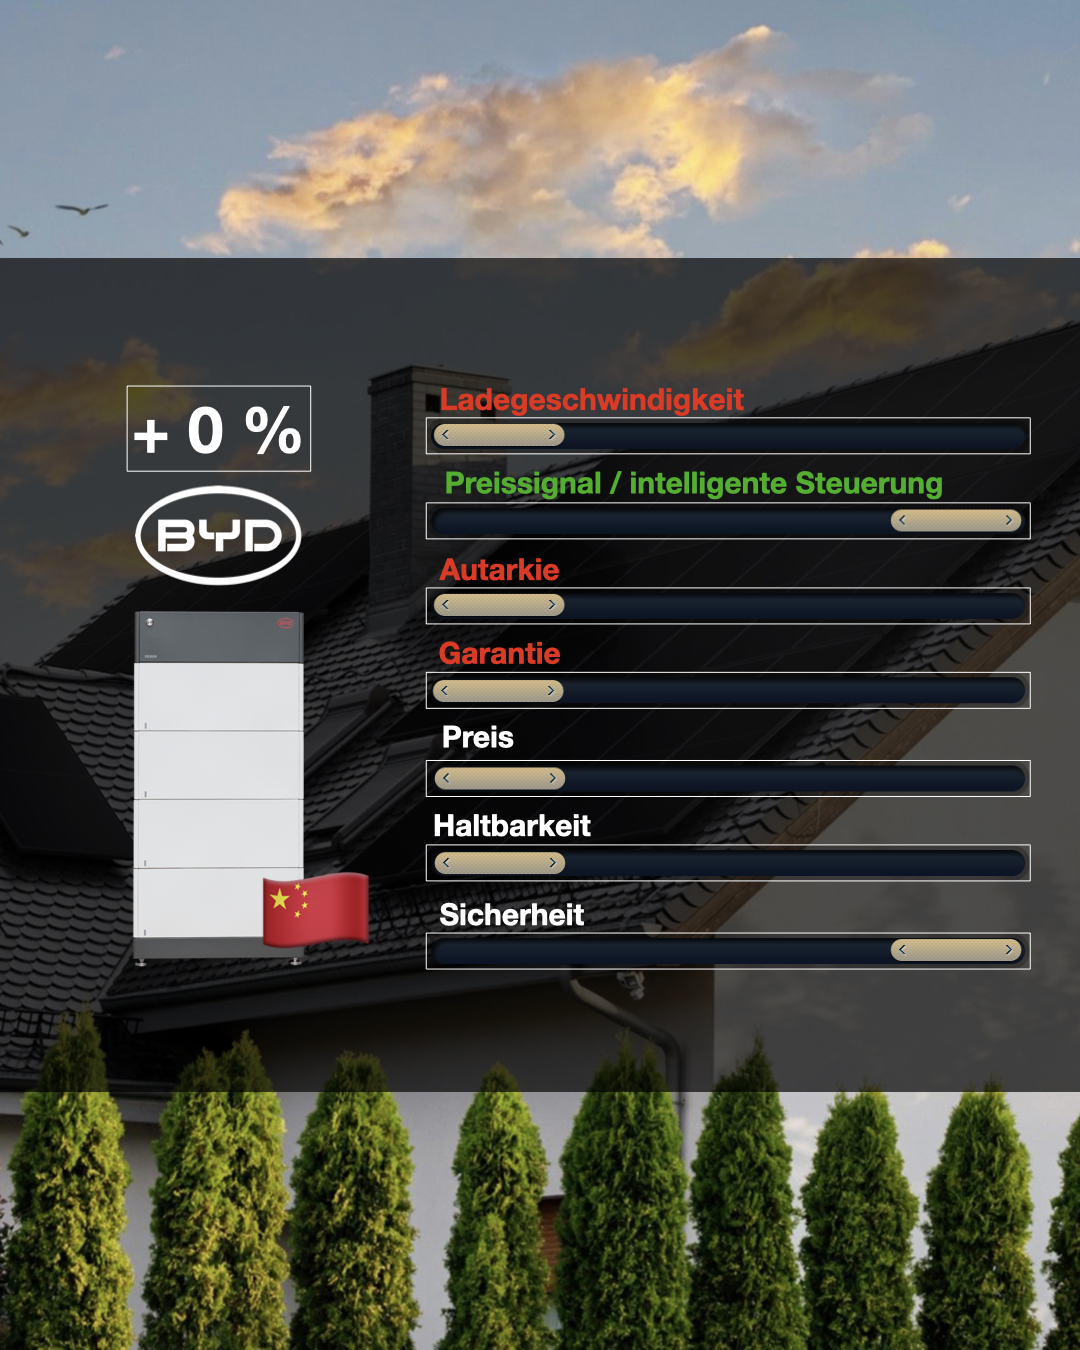 + 0 %
BYD
Ladegeschwindigkeit
Preissignal / intelligente Steuerung
Autarkie
Garantie
Preis
Haltbarkeit
Sicherheit